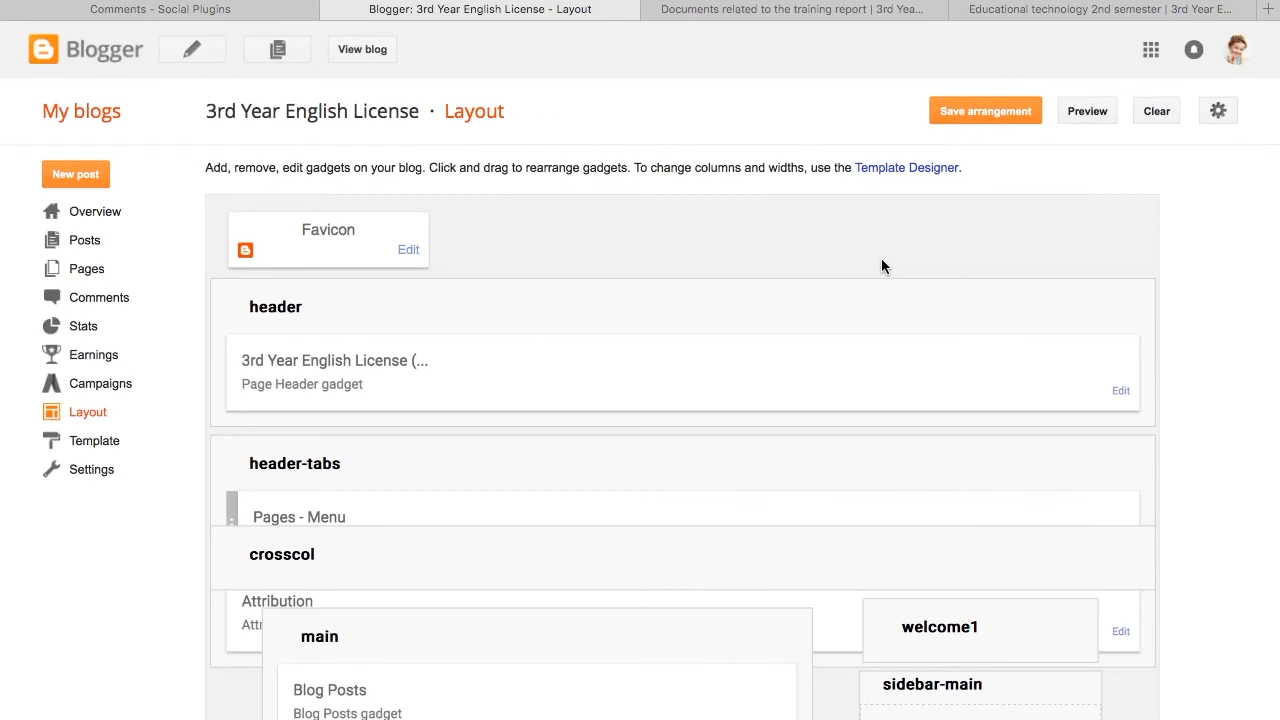 Comments - Social Plugins
Blogger: 3rd Year English License - Layout
Documents related to the training report | 3rd Yea...
Educational technology 2nd semester | 3rd Year E...
Blogger
View blog
My blogs
3rd Year English License · Layout
Save arrangement
Preview
Clear
New post
Overview
Posts
Pages
Comments
Stats
Earnings
Campaigns
Layout
Template
Settings
Add, remove, edit gadgets on your blog. Click and drag to rearrange gadgets. To change columns and widths, use the Template Designer.
Favicon
Edit
header
3rd Year English License (...
Page Header gadget
Edit
header-tabs
Pages - Menu
crosscol
Attribution
Attr
Edit
main
Blog Posts
Blog Posts gadget
welcome1
sidebar-main